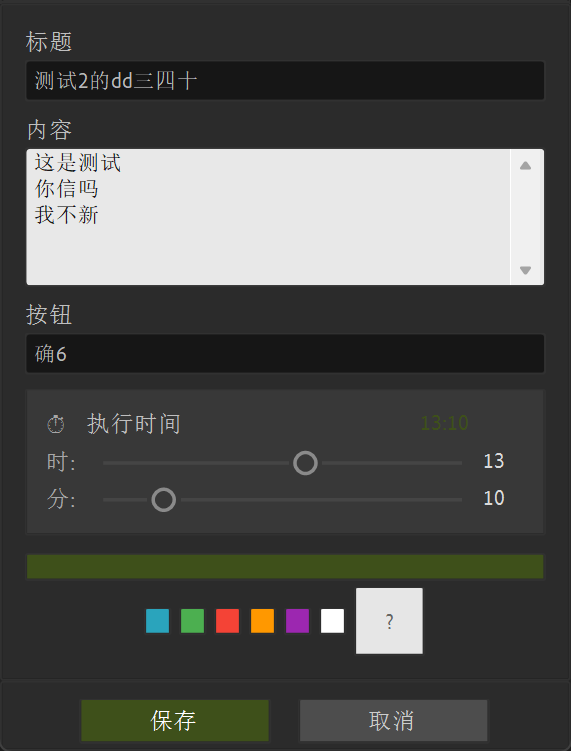 标题
测试2的dd三四十
内容
这是测试
你信吗
我不新
按钮
确6
执行时间 13:10
时: 13
分: 10
?
保存 取消